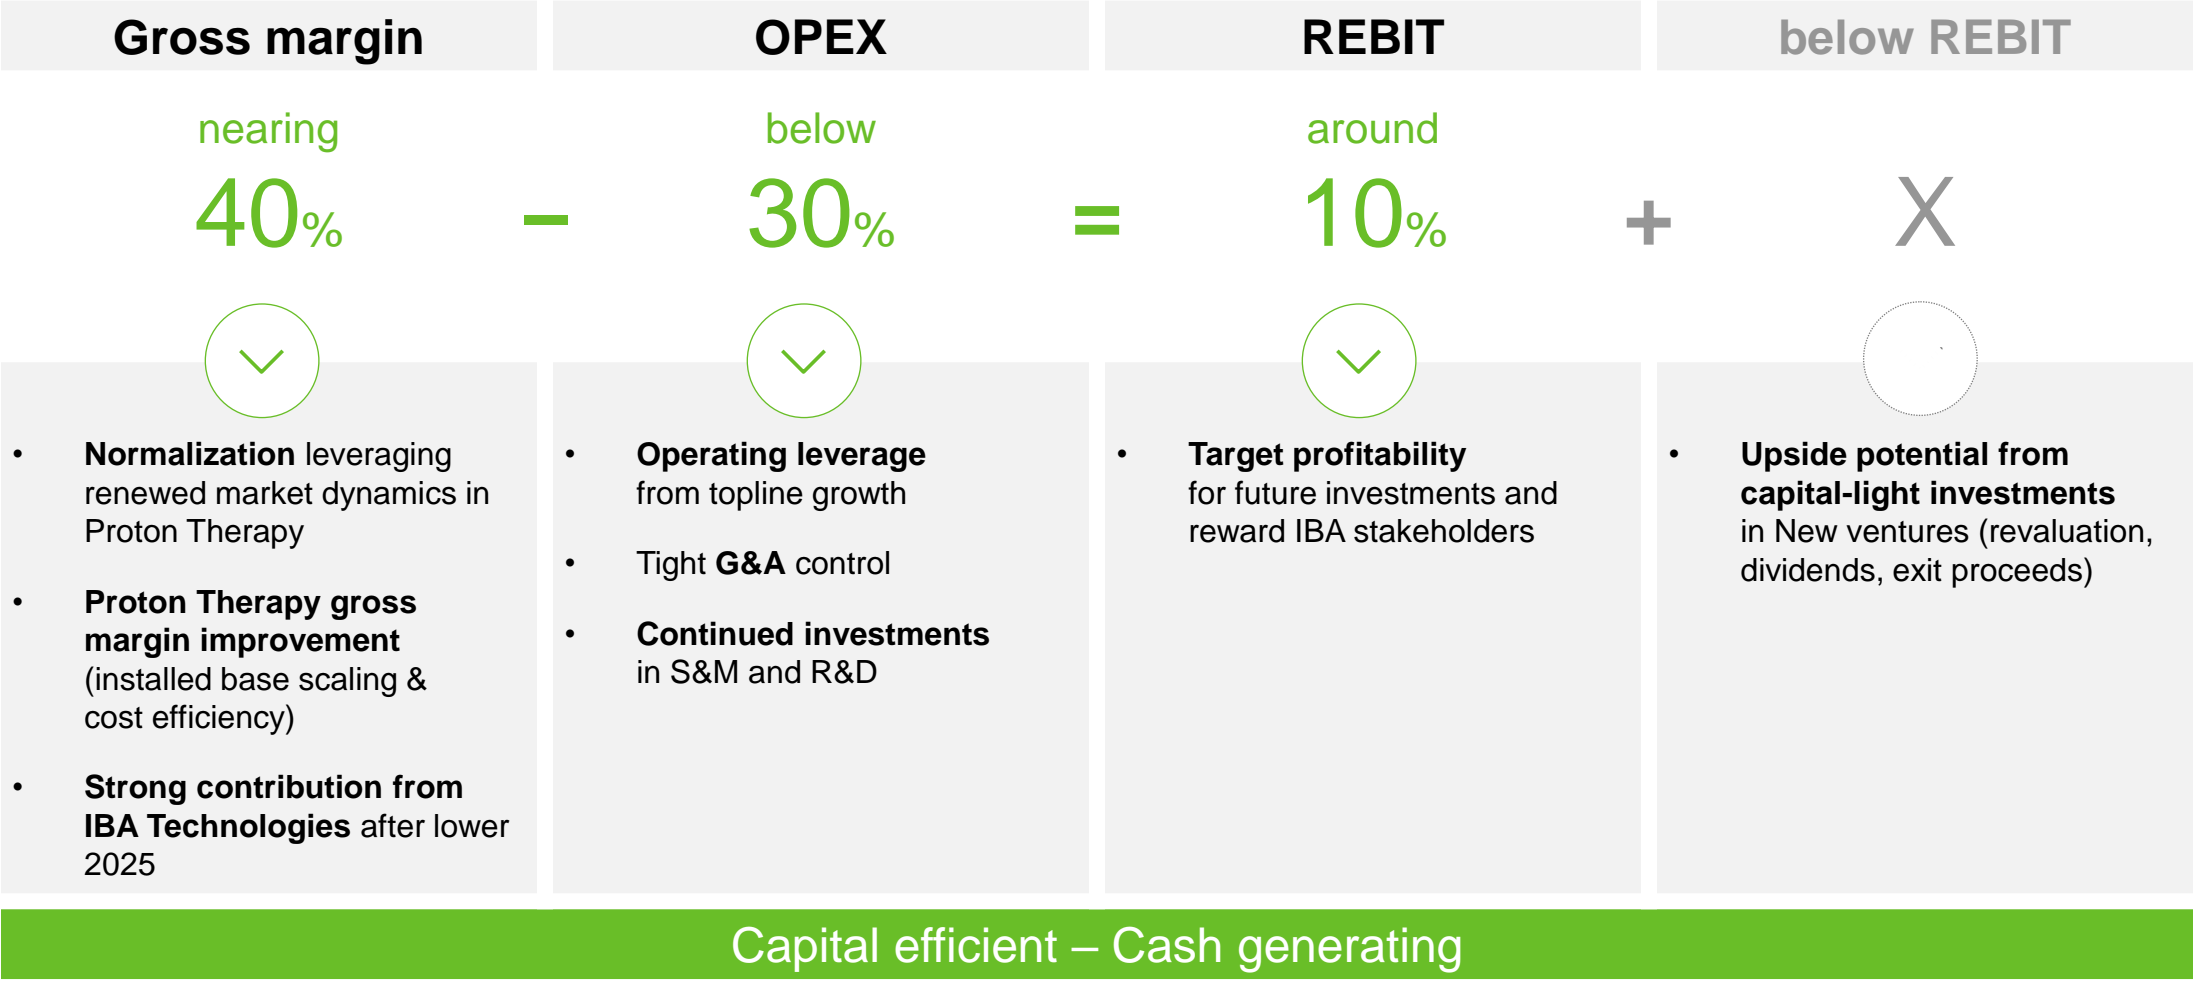 Gross margin
OPEX
REBIT
below REBIT
nearing
40%
–
below
30%
=
around
10%
+
X
• Normalization leveraging
renewed market dynamics in
Proton Therapy
• Proton Therapy gross
margin improvement
(installed base scaling &
cost efficiency)
• Strong contribution from
IBA Technologies after lower
2025
• Operating leverage
from topline growth
• Tight G&A control
• Continued investments
in S&M and R&D
• Target profitability
for future investments and
reward IBA stakeholders
• Upside potential from
capital-light investments
in New ventures (revaluation,
dividends, exit proceeds)
Capital efficient – Cash generating